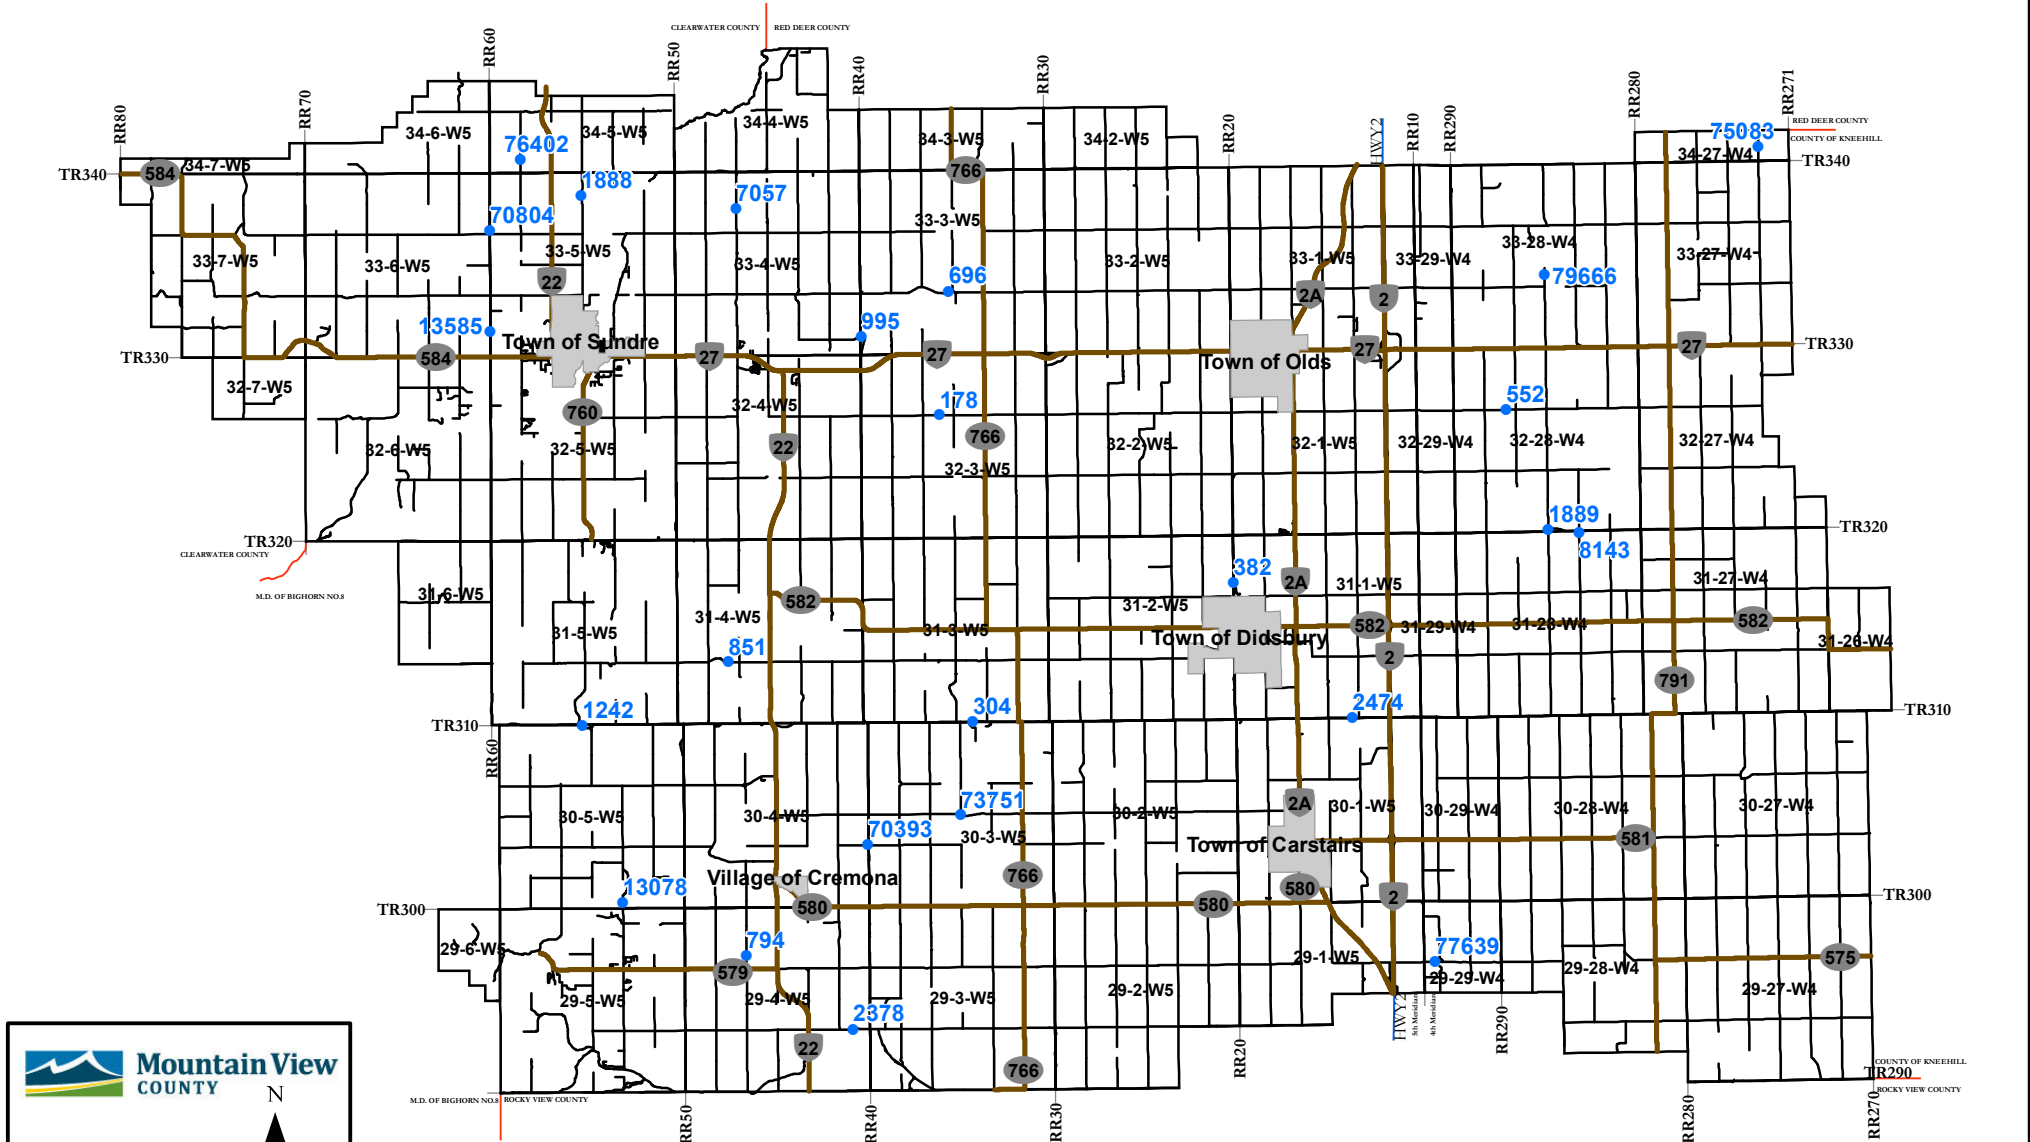 CLEARWATER COUNTY RED DEER COUNTY
RR60
RR50
RR40
RR30
RR80
RR70
RR20
HWY2
RR10
RR290
RR280
RR271
34-4-W5
34-6-W5
34-5-W5
34-3-W5
34-2-W5
RED DEER COUNTY
75083
COUNTY OF KNEEHILL
76402
34-27-W4
TR340
TR340
584
34-7-W5
766
1888
7057
70804
33-3-W5
33-28-W4
33-5-W5
33-27-W4
33-7-W5
33-6-W5
33-4-W5
33-2-W5
33-1-W5
33-29-W4
696
79666
22
2A
2
13585
995
Town of Sundre
TR330
584
27
27
27
27
TR330
Town of Olds
32-7-W5
178
552
32-4-W5
760
766
22
32-6-W5
32-5-W5
32-3-W5
32-2-W5
32-1-W5
32-29-W4
32-28-W4
32-27-W4
1889
TR320
TR320
CLEARWATER COUNTY
8143
382
2A
31-1-W5
31-27-W4
M.D. OF BIGHORN NO.8
31-6-W5
582
31-2-W5
31-4-W5
31-5-W5
31-3-W5
582
31-29-W4
31-28-W4
582
31-26-W4
Town of Didsbury
851
2
791
1242
304
2474
TR310
TR310
RR60
73751
2A
30-5-W5
30-4-W5
30-2-W5
30-1-W5
30-29-W4
30-28-W4
30-27-W4
70393
30-3-W5
581
Town of Carstairs
13078
Village of Cremona
766
580
TR300
580
580
2
TR300
29-6-W5
794
77639
579
29-1-W5
575
29-5-W5
29-4-W5
29-3-W5
29-2-W5
29-29-W4
29-28-W4
29-27-W4
2378
HWY2
5th Meridian
4th Meridian
RR290
22
766
RR20
Mountain View
COUNTY
N
COUNTY OF KNEEHILL
TR290
ROCKY VIEW COUNTY
M.D. OF BIGHORN NO.8 ROCKY VIEW COUNTY
RR50
RR40
RR30
RR280
RR270